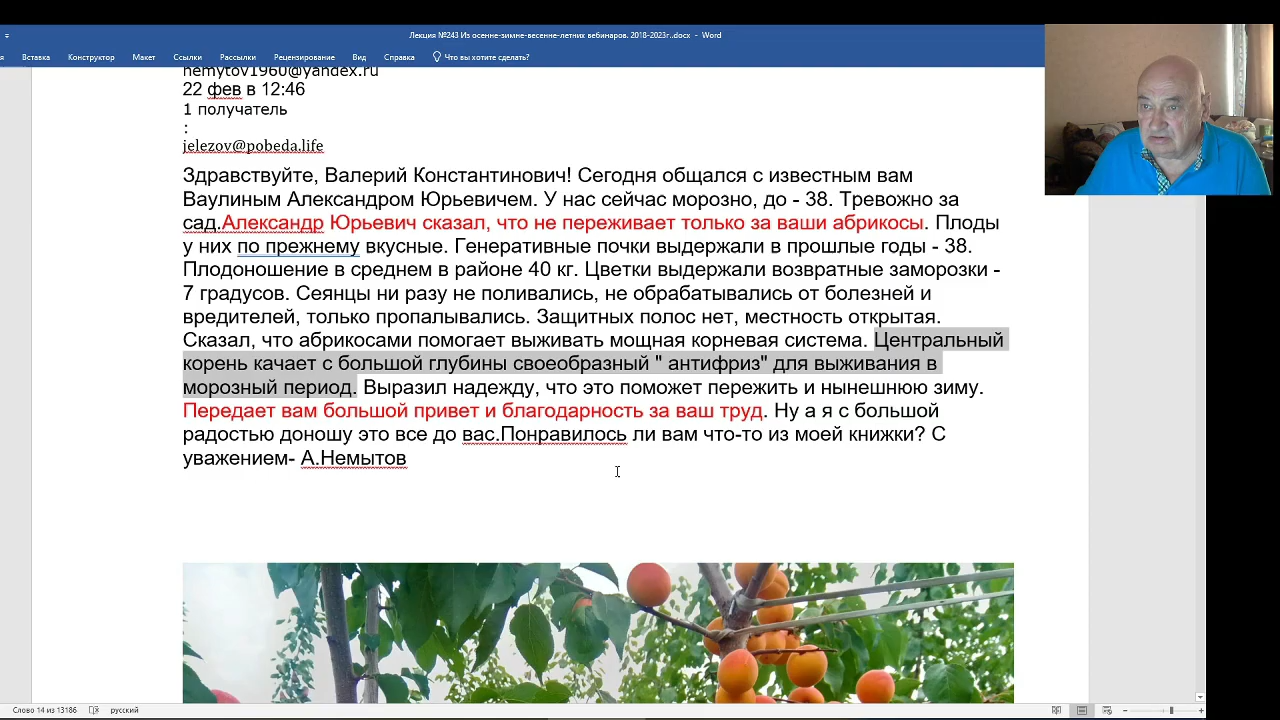 Лекция №243 Из осенне-зимне-весенне-летних вебинаров. 2018-2023г..docx - Word
Вставка Конструктор Макет Ссылки Рассылки Рецензирование Вид Справка Что вы хотите сделать?
nemytov1960@yandex.ru
22 фев в 12:46
1 получатель
:
jelezov@pobeda.life
Здравствуйте, Валерий Константинович! Сегодня общался с известным вам
Ваулиным Александром Юрьевичем. У нас сейчас морозно, до - 38. Тревожно за
сад.Александр Юрьевич сказал, что не переживает только за ваши абрикосы. Плоды
у них по прежнему вкусные. Генеративные почки выдержали в прошлые годы - 38.
Плодоношение в среднем в районе 40 кг. Цветки выдержали возвратные заморозки -
7 градусов. Сеянцы ни разу не поливались, не обрабатывались от болезней и
вредителей, только пропалывались. Защитных полос нет, местность открытая.
Сказал, что абрикосами помогает выживать мощная корневая система. Центральный
корень качает с большой глубины своеобразный " антифриз" для выживания в
морозный период. Выразил надежду, что это поможет пережить и нынешнюю зиму.
Передает вам большой привет и благодарность за ваш труд. Ну а я с большой
радостью доношу это все до вас.Понравилось ли вам что-то из моей книжки? С
уважением- А.Немытов
Слово 14 из 13186 русский